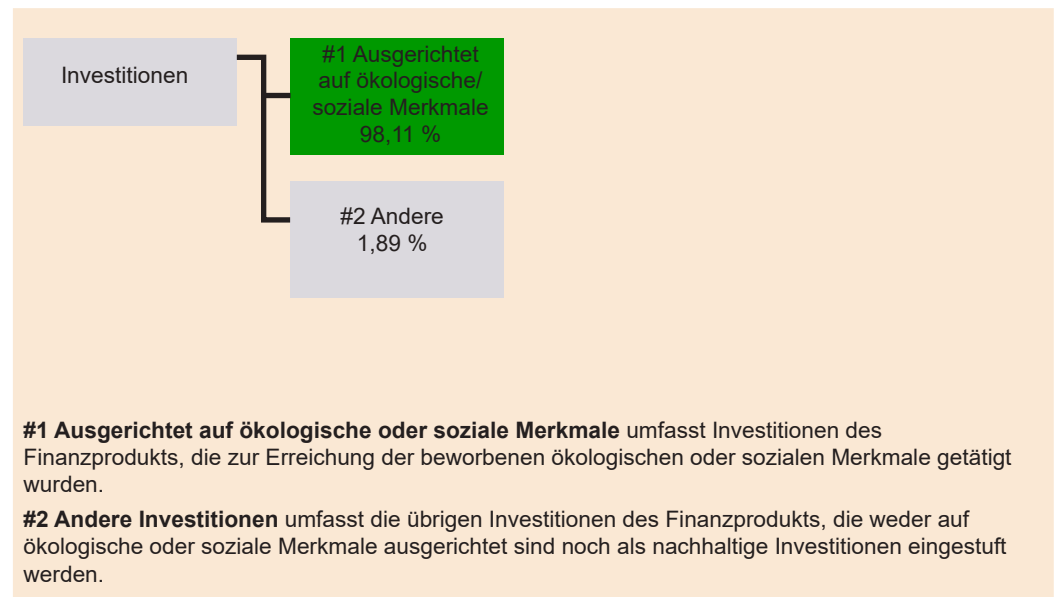 Investitionen
#1 Ausgerichtet
auf ökologische/
soziale Merkmale
98,11 %
#2 Andere
1,89 %
#1 Ausgerichtet auf ökologische oder soziale Merkmale umfasst Investitionen des
Finanzprodukts, die zur Erreichung der beworbenen ökologischen oder sozialen Merkmale getätigt
wurden.
#2 Andere Investitionen umfasst die übrigen Investitionen des Finanzprodukts, die weder auf
ökologische oder soziale Merkmale ausgerichtet sind noch als nachhaltige Investitionen eingestuft
werden.